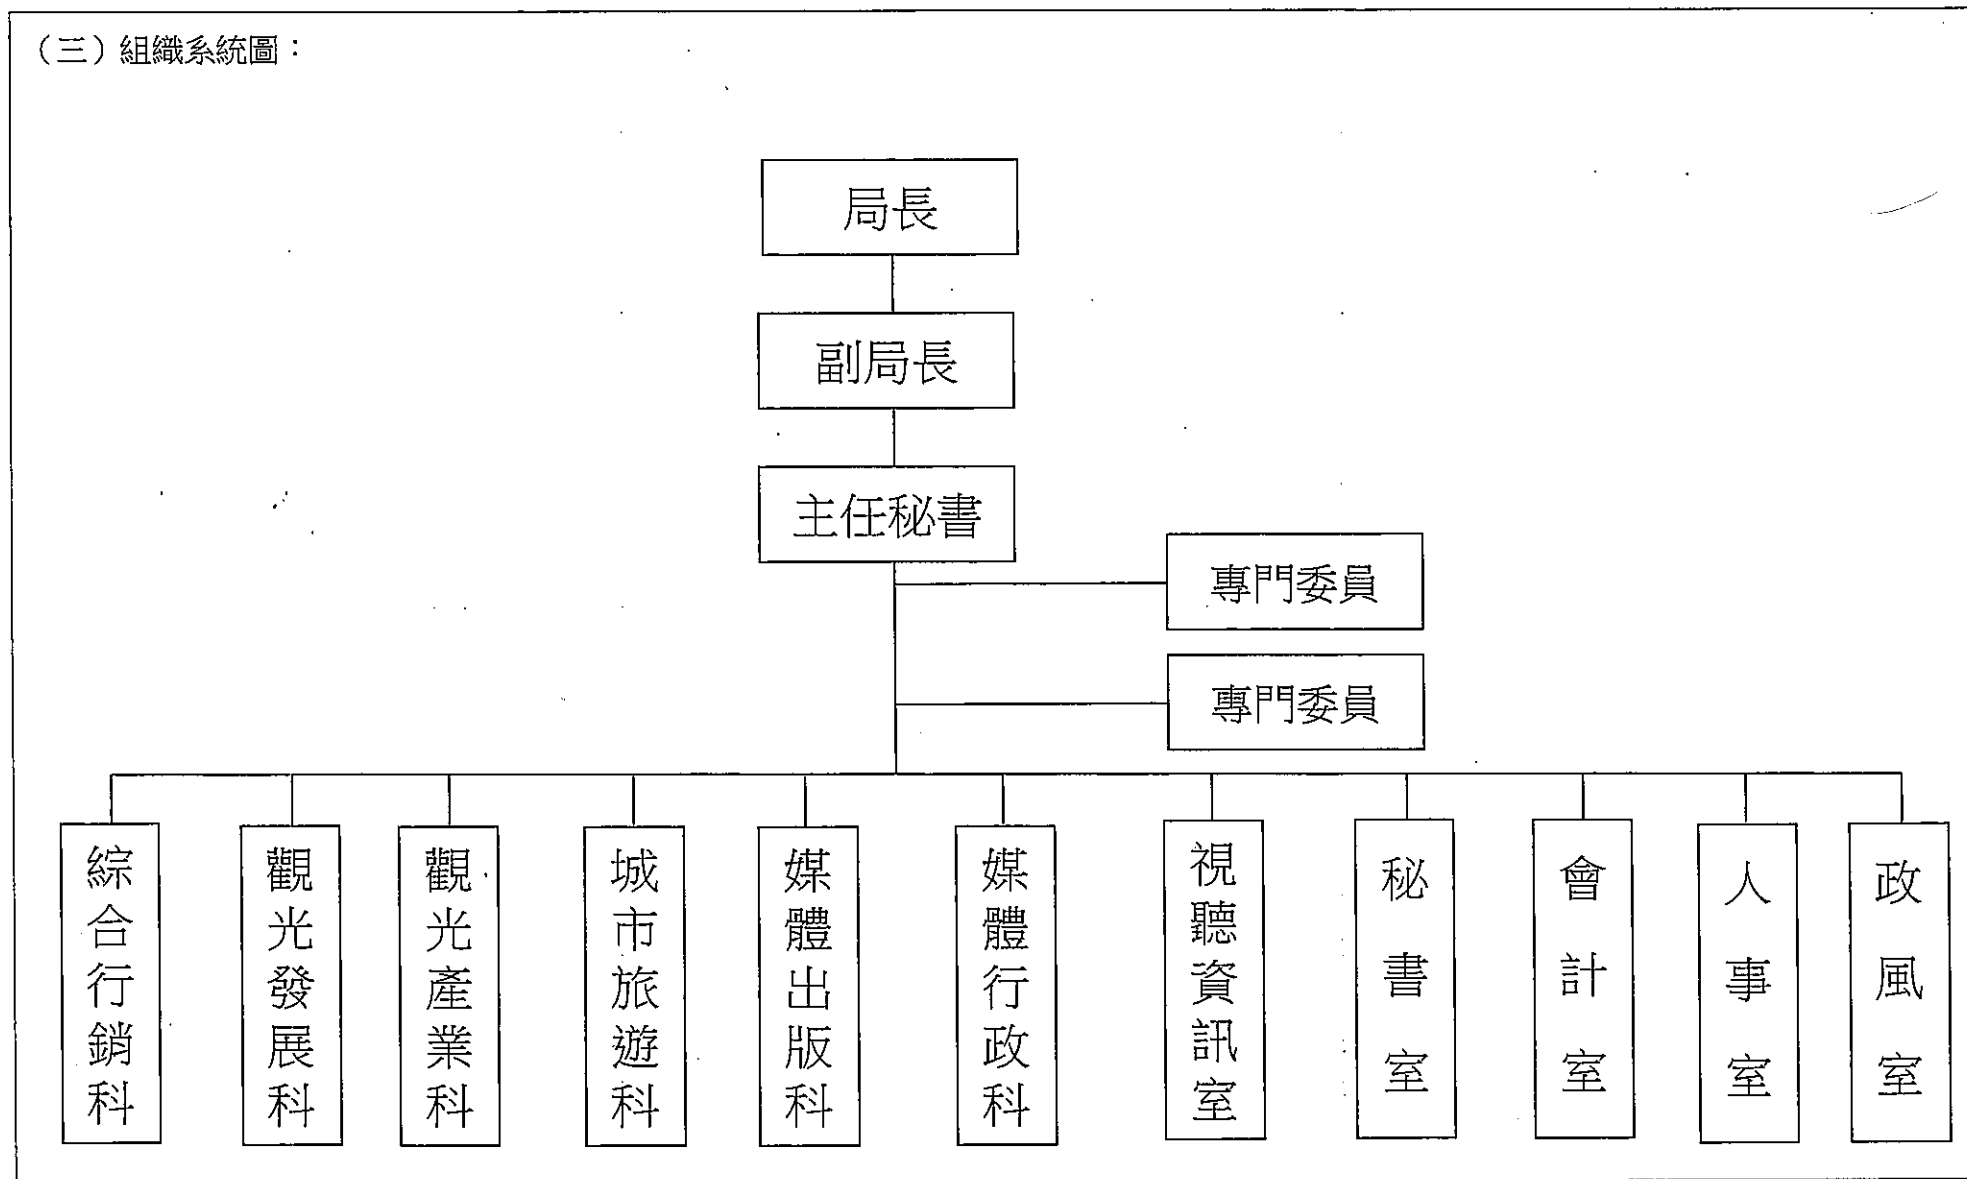 （三）組織系統圖：
局長
副局長
主任秘書
專門委員
專門委員
綜合行銷科
觀光發展科
觀光產業科
城市旅遊科
媒體出版科
媒體行政科
視聽資訊室
秘書室
會計室
人事室
政風室